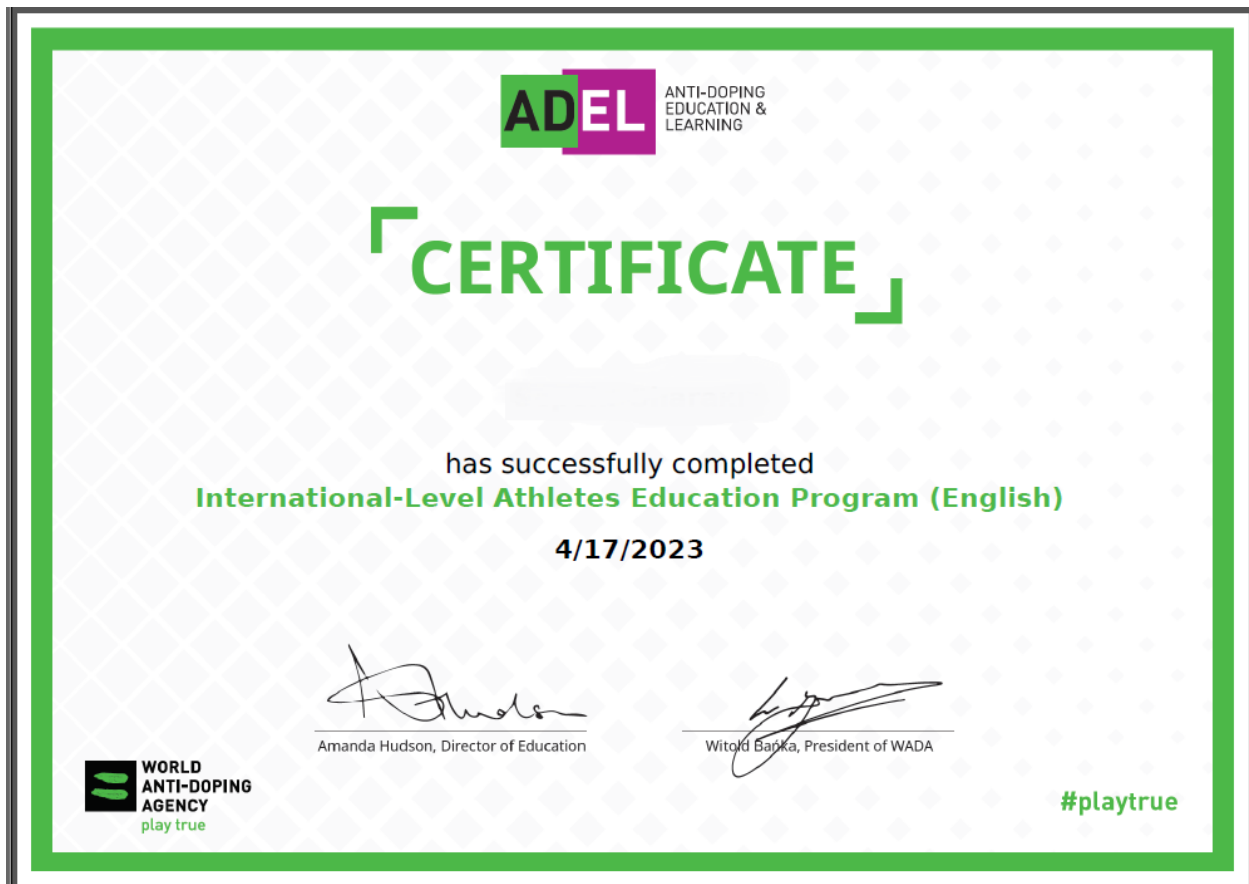 ADEL
ANTI-DOPING
EDUCATION &
LEARNING
CERTIFICATE
has successfully completed
International-Level Athletes Education Program (English)
4/17/2023
Amanda Hudson, Director of Education
Witold Bańka, President of WADA
WORLD
ANTI-DOPING
AGENCY
play true
#playtrue